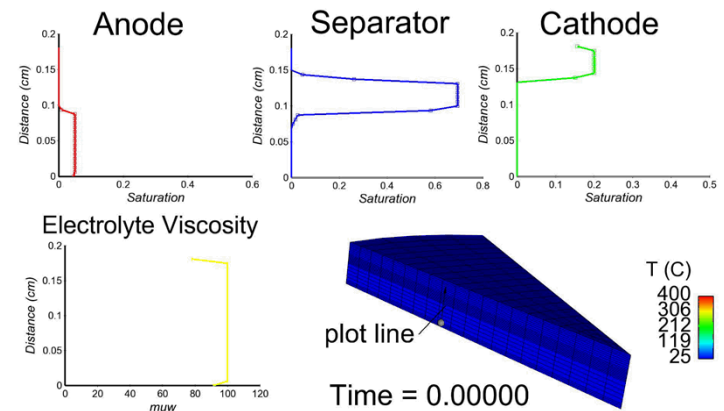 Anode
Separator
Cathode
Distance (cm)
0.2
0.15
0.1
0.05
0
0 0.2 0.4 0.6
Saturation
Distance (cm)
0.2
0.15
0.1
0.05
0
0 0.2 0.4 0.6 0.8
Saturation
Distance (cm)
0.2
0.15
0.1
0.05
0
0 0.1 0.2 0.3 0.4 0.5
Saturation
Electrolyte Viscosity
Distance (cm)
0.2
0.15
0.1
0.05
0
0 20 40 60 80 100 120
muw
plot line
Time = 0.00000
T (C)
400
306
212
119
25